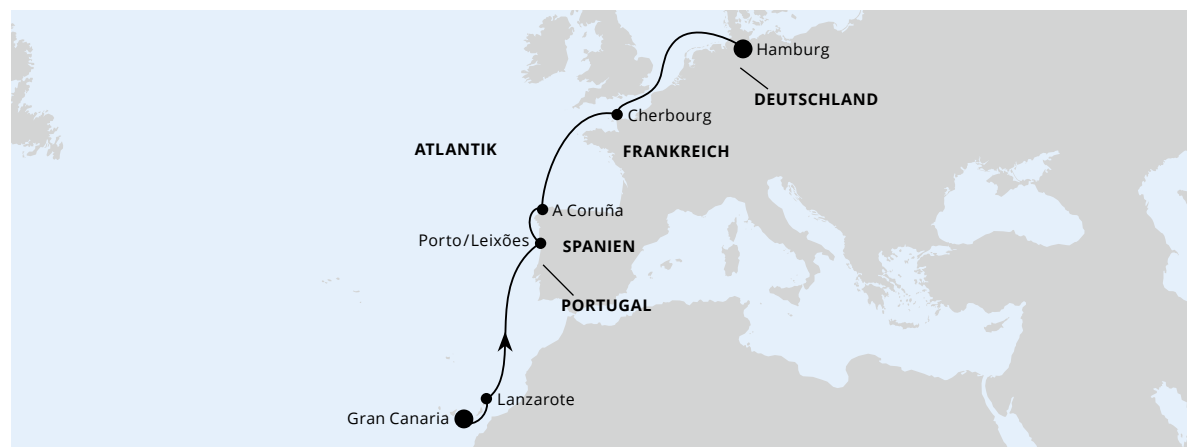 Hamburg
DEUTSCHLAND
Cherbourg
ATLANTIK
FRANKREICH
A Coruña
Porto/Leixões
SPANIEN
PORTUGAL
Lanzarote
Gran Canaria